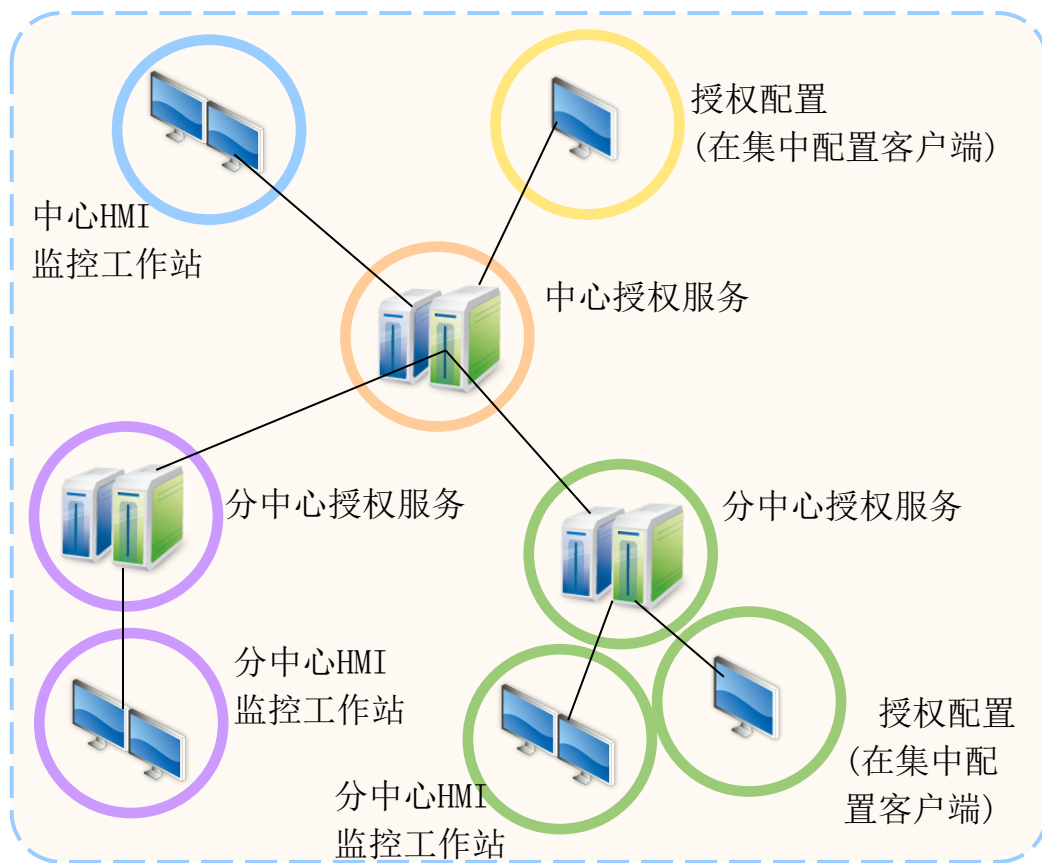 授权配置
(在集中配置客户端)
中心HMI
监控工作站
中心授权服务
分中心授权服务
分中心授权服务
分中心HMI
监控工作站
授权配置
(在集中配
置客户端)
分中心HMI
监控工作站